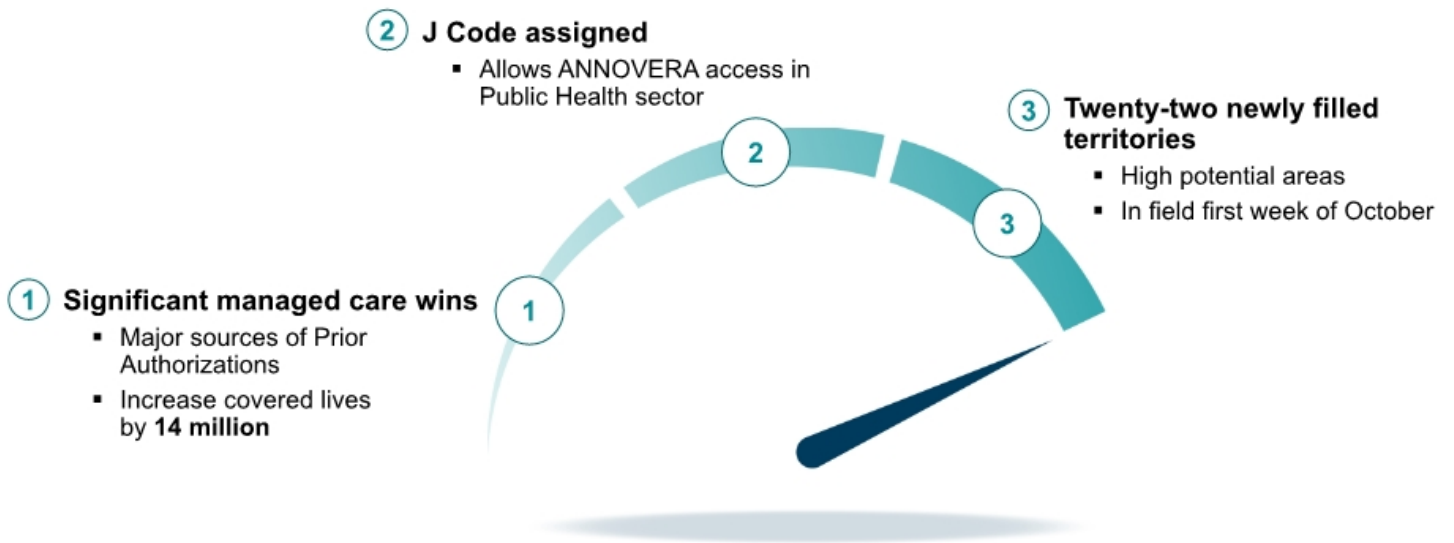 2 J Code assigned
▪ Allows ANNOVERA access in
Public Health sector
3 Twenty-two newly filled
territories
▪ High potential areas
▪ In field first week of October
2
3
1 Significant managed care wins
▪ Major sources of Prior
Authorizations
▪ Increase covered lives
by 14 million
1